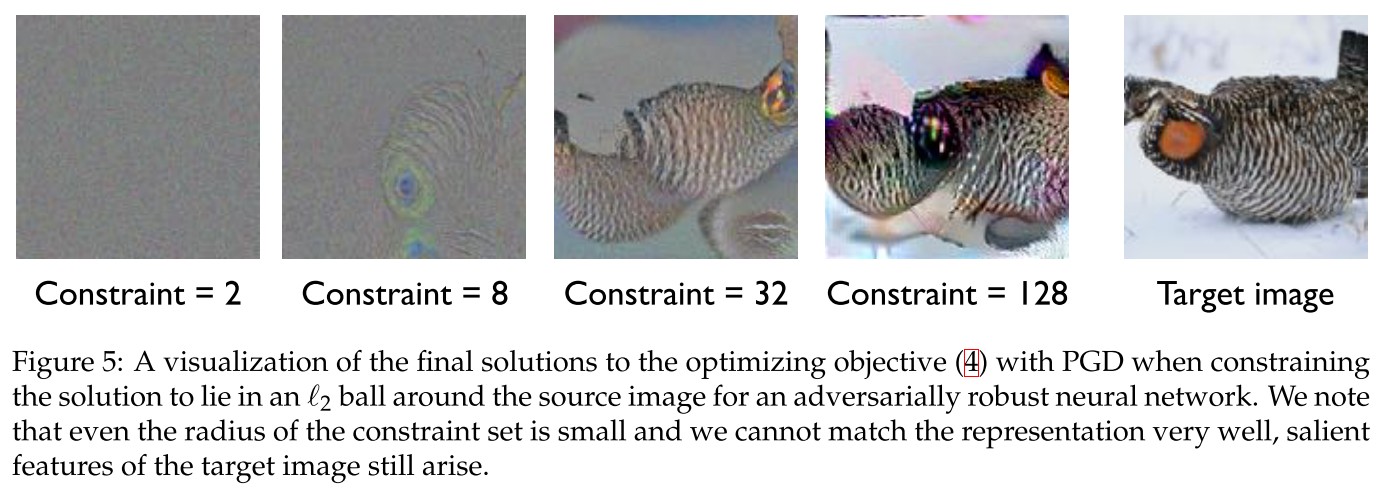 Constraint = 2 Constraint = 8 Constraint = 32 Constraint = 128 Target image
Figure 5: A visualization of the final solutions to the optimizing objective (4) with PGD when constraining
the solution to lie in an ℓ2 ball around the source image for an adversarially robust neural network. We note
that even the radius of the constraint set is small and we cannot match the representation very well, salient
features of the target image still arise.